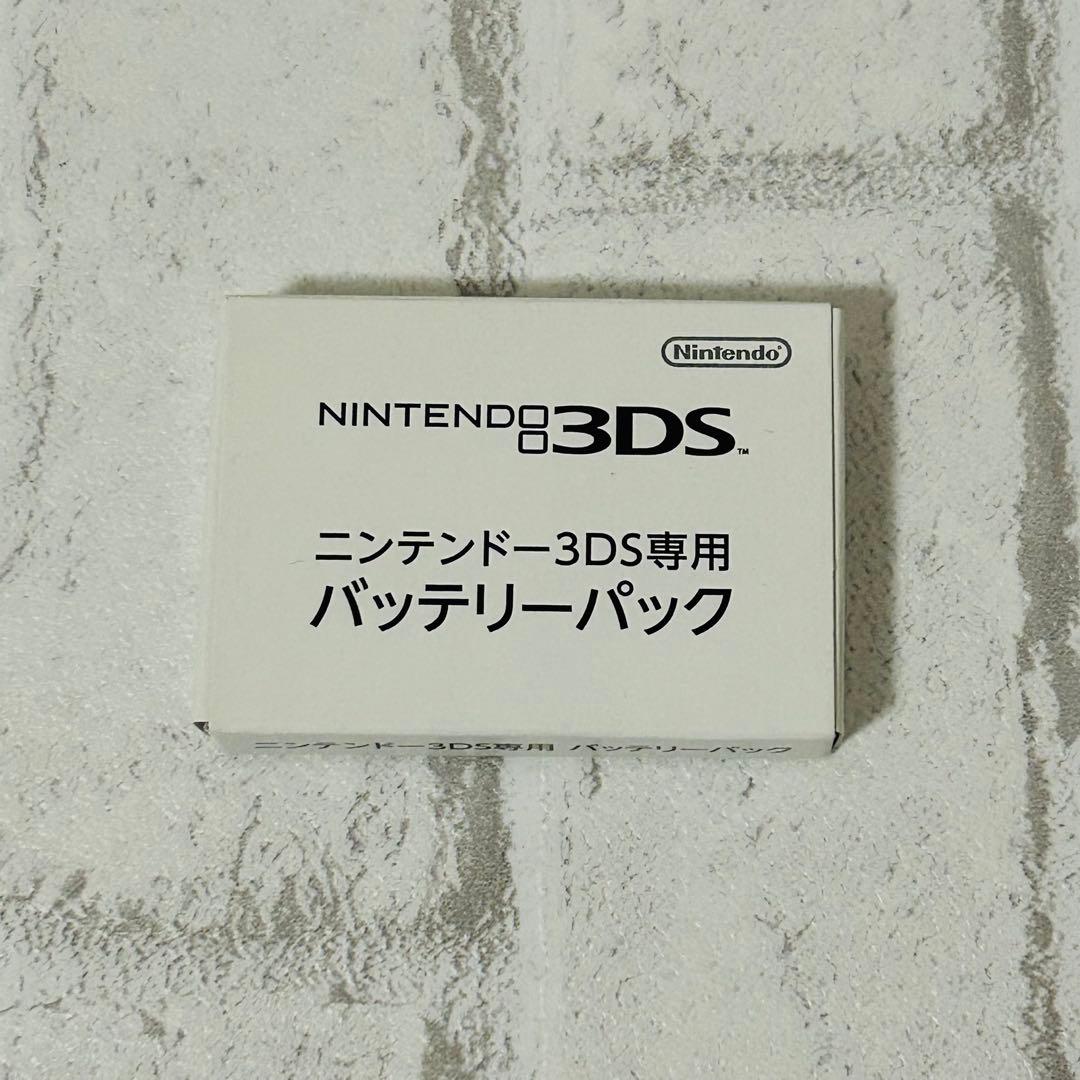 Nintendo
NINTENDO 3DS™
ニンテンドー3DS専用
バッテリーパック
ニンテンドー3DS専用 バッテリーパック